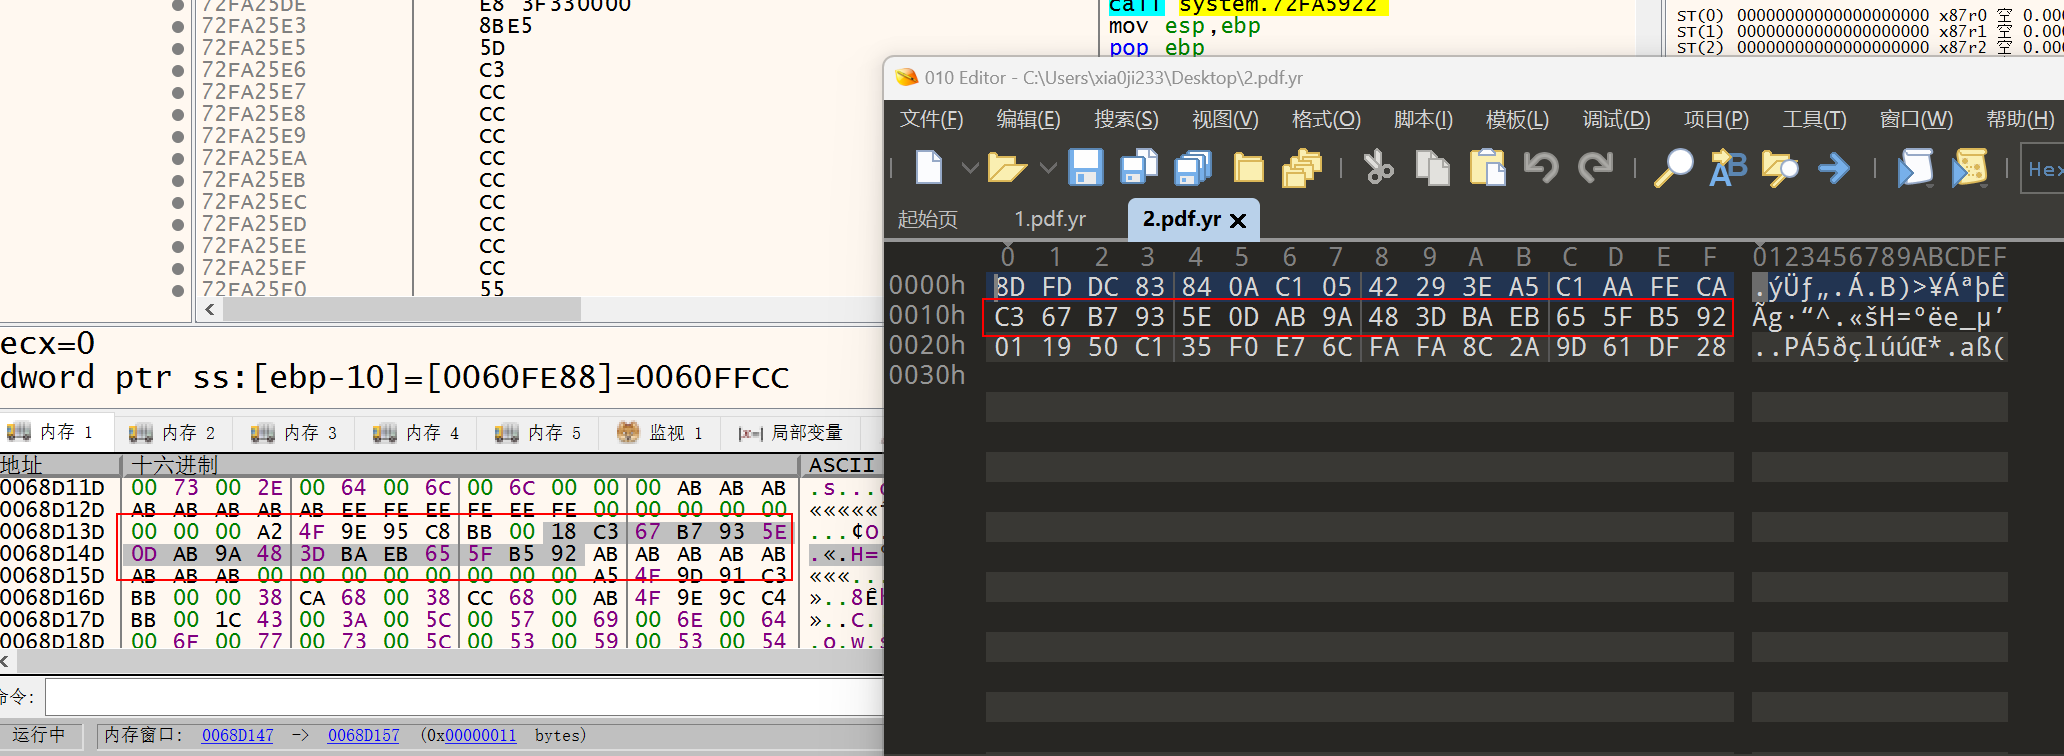 72FA25DE E8 3F330000 call system.72FA5922
72FA25E3 8BE5 mov esp,ebp
72FA25E5 5D pop ebp
72FA25E6 C3
72FA25E7 CC
72FA25E8 CC
72FA25E9 CC
72FA25EA CC
72FA25EB CC
72FA25EC CC
72FA25ED CC
72FA25EE CC
72FA25EF CC
72FA25F0 55
ST(0) 00000000000000000000 x87r0 空 0.000
ST(1) 00000000000000000000 x87r1 空 0.000
ST(2) 00000000000000000000 x87r2 空 0.000
ecx=0
dword ptr ss:[ebp-10]=[0060FE88]=0060FFCC
内存 1 内存 2 内存 3 内存 4 内存 5 监视 1 |x=| 局部变量
地址 十六进制 ASCII
0068D11D 00 73 00 2E 00 64 00 6C 00 6C 00 00 00 AB AB AB .s...d
0068D12D AB AB AB AB AB EE FE EE FE EE FE 00 00 00 00 00 «««««
0068D13D 00 00 00 A2 4F 9E 95 C8 BB 00 18 C3 67 B7 93 5E ...¢O.
0068D14D 0D AB 9A 48 3D BA EB 65 5F B5 92 AB AB AB AB AB .«.H=º
0068D15D AB AB AB 00 00 00 00 00 00 00 00 A5 4F 9D 91 C3 «««...
0068D16D BB 00 00 38 CA 68 00 38 CC 68 00 AB 4F 9E 9C C4 »..8Êh
0068D17D BB 00 1C 43 00 3A 00 5C 00 57 00 69 00 6E 00 64 »..C.
0068D18D 00 6F 00 77 00 73 00 5C 00 53 00 59 00 53 00 54 .o.w.s
命令:
运行中 内存窗口: 0068D147 -> 0068D157 (0x00000011 bytes)
010 Editor - C:\Users\xia0ji233\Desktop\2.pdf.yr
文件(F) 编辑(E) 搜索(S) 视图(V) 格式(O) 脚本(I) 模板(L) 调试(D) 项目(P) 工具(T) 窗口(W) 帮助(H)
Hex
起始页 1.pdf.yr 2.pdf.yr
0 1 2 3 4 5 6 7 8 9 A B C D E F 0123456789ABCDEF
0000h 8D FD DC 83 84 0A C1 05 42 29 3E A5 C1 AA FE CA .ýÜƒ„.Á.B)>¥ÁªþÊ
0010h C3 67 B7 93 5E 0D AB 9A 48 3D BA EB 65 5F B5 92 Ãg·“^.«šH=ºëe_µ’
0020h 01 19 50 C1 35 F0 E7 6C FA FA 8C 2A 9D 61 DF 28 ..PÁ5ðçlúúŒ*.aß(
0030h